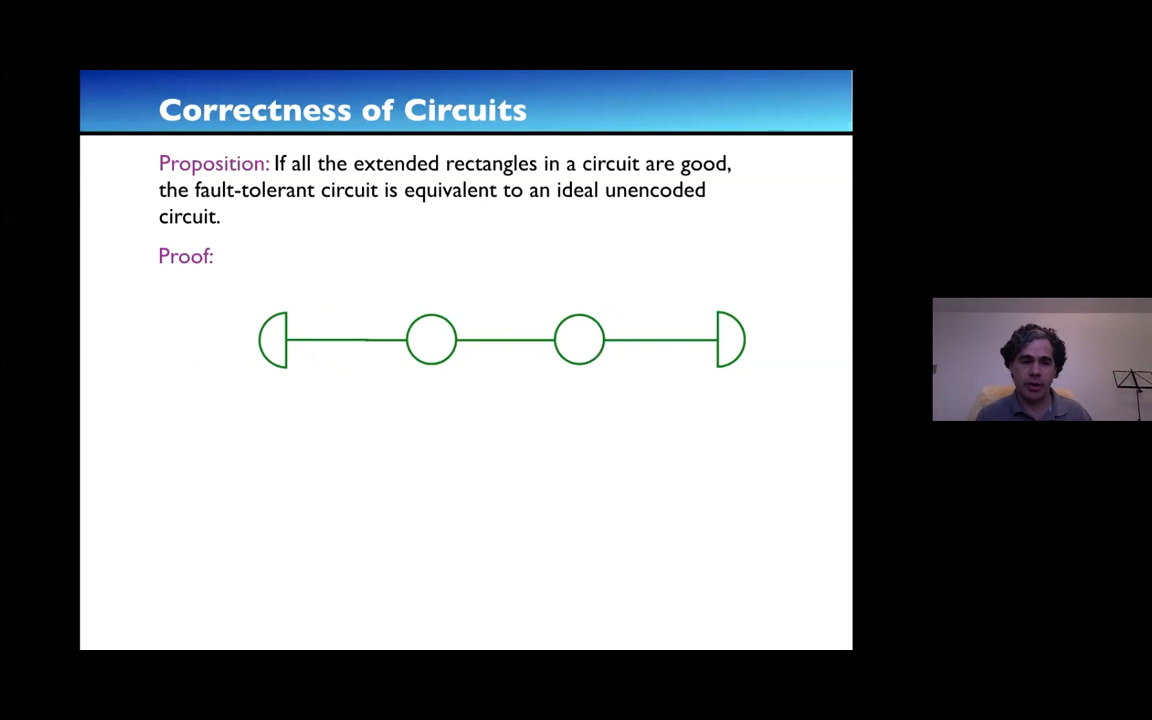 Correctness of Circuits
Proposition: If all the extended rectangles in a circuit are good,
the fault-tolerant circuit is equivalent to an ideal unencoded
circuit.
Proof: